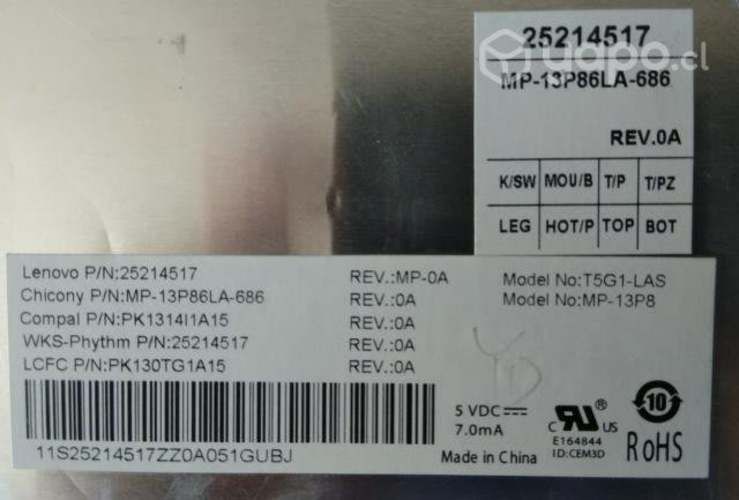 25214517
yapo.cl
MP-13P86LA-686
REV.0A
K/SW MOU/B T/P T/PZ
LEG HOT/P TOP BOT
Lenovo P/N:25214517 REV.:MP-0A Model No:T5G1-LAS
Chicony P/N:MP-13P86LA-686 REV.:0A Model No:MP-13P8
Compal P/N:PK1314I1A15 REV.:0A
WKS-Phythm P/N:25214517 REV.:0A
LCFC P/N:PK130TG1A15 REV.:0A
11S25214517ZZ0A051GUBJ
5 VDC
7.0mA
Made in China
c RU ® US
E164844
ID:CEM3D
10
RoHS